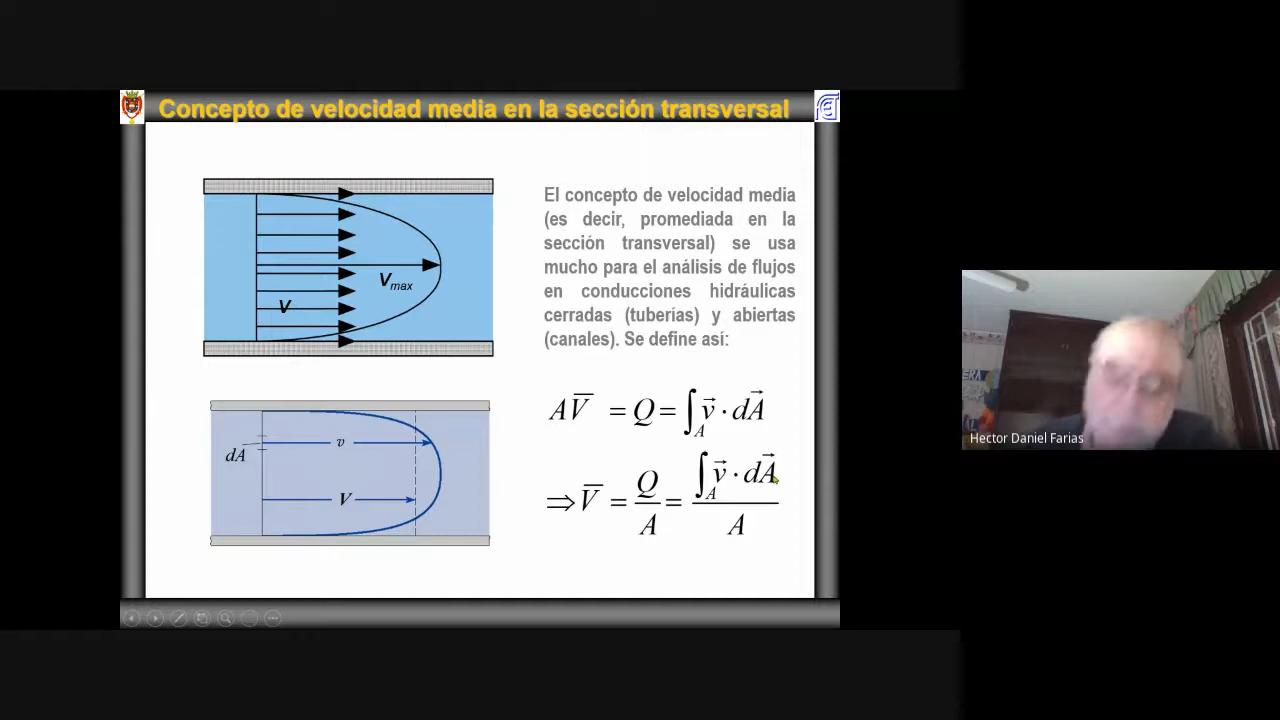 Concepto de velocidad media en la sección transversal
V
Vmax
dA
v
V
El concepto de velocidad media
(es decir, promediada en la
sección transversal) se usa
mucho para el análisis de flujos
en conducciones hidráulicas
cerradas (tuberías) y abiertas
(canales). Se define así:
A V̅ = Q = ∫_A v⃗ · dA⃗
⇒ V̅ = Q/A = ∫_A v⃗ · dA⃗ / A
ERA
Hector Daniel Farias